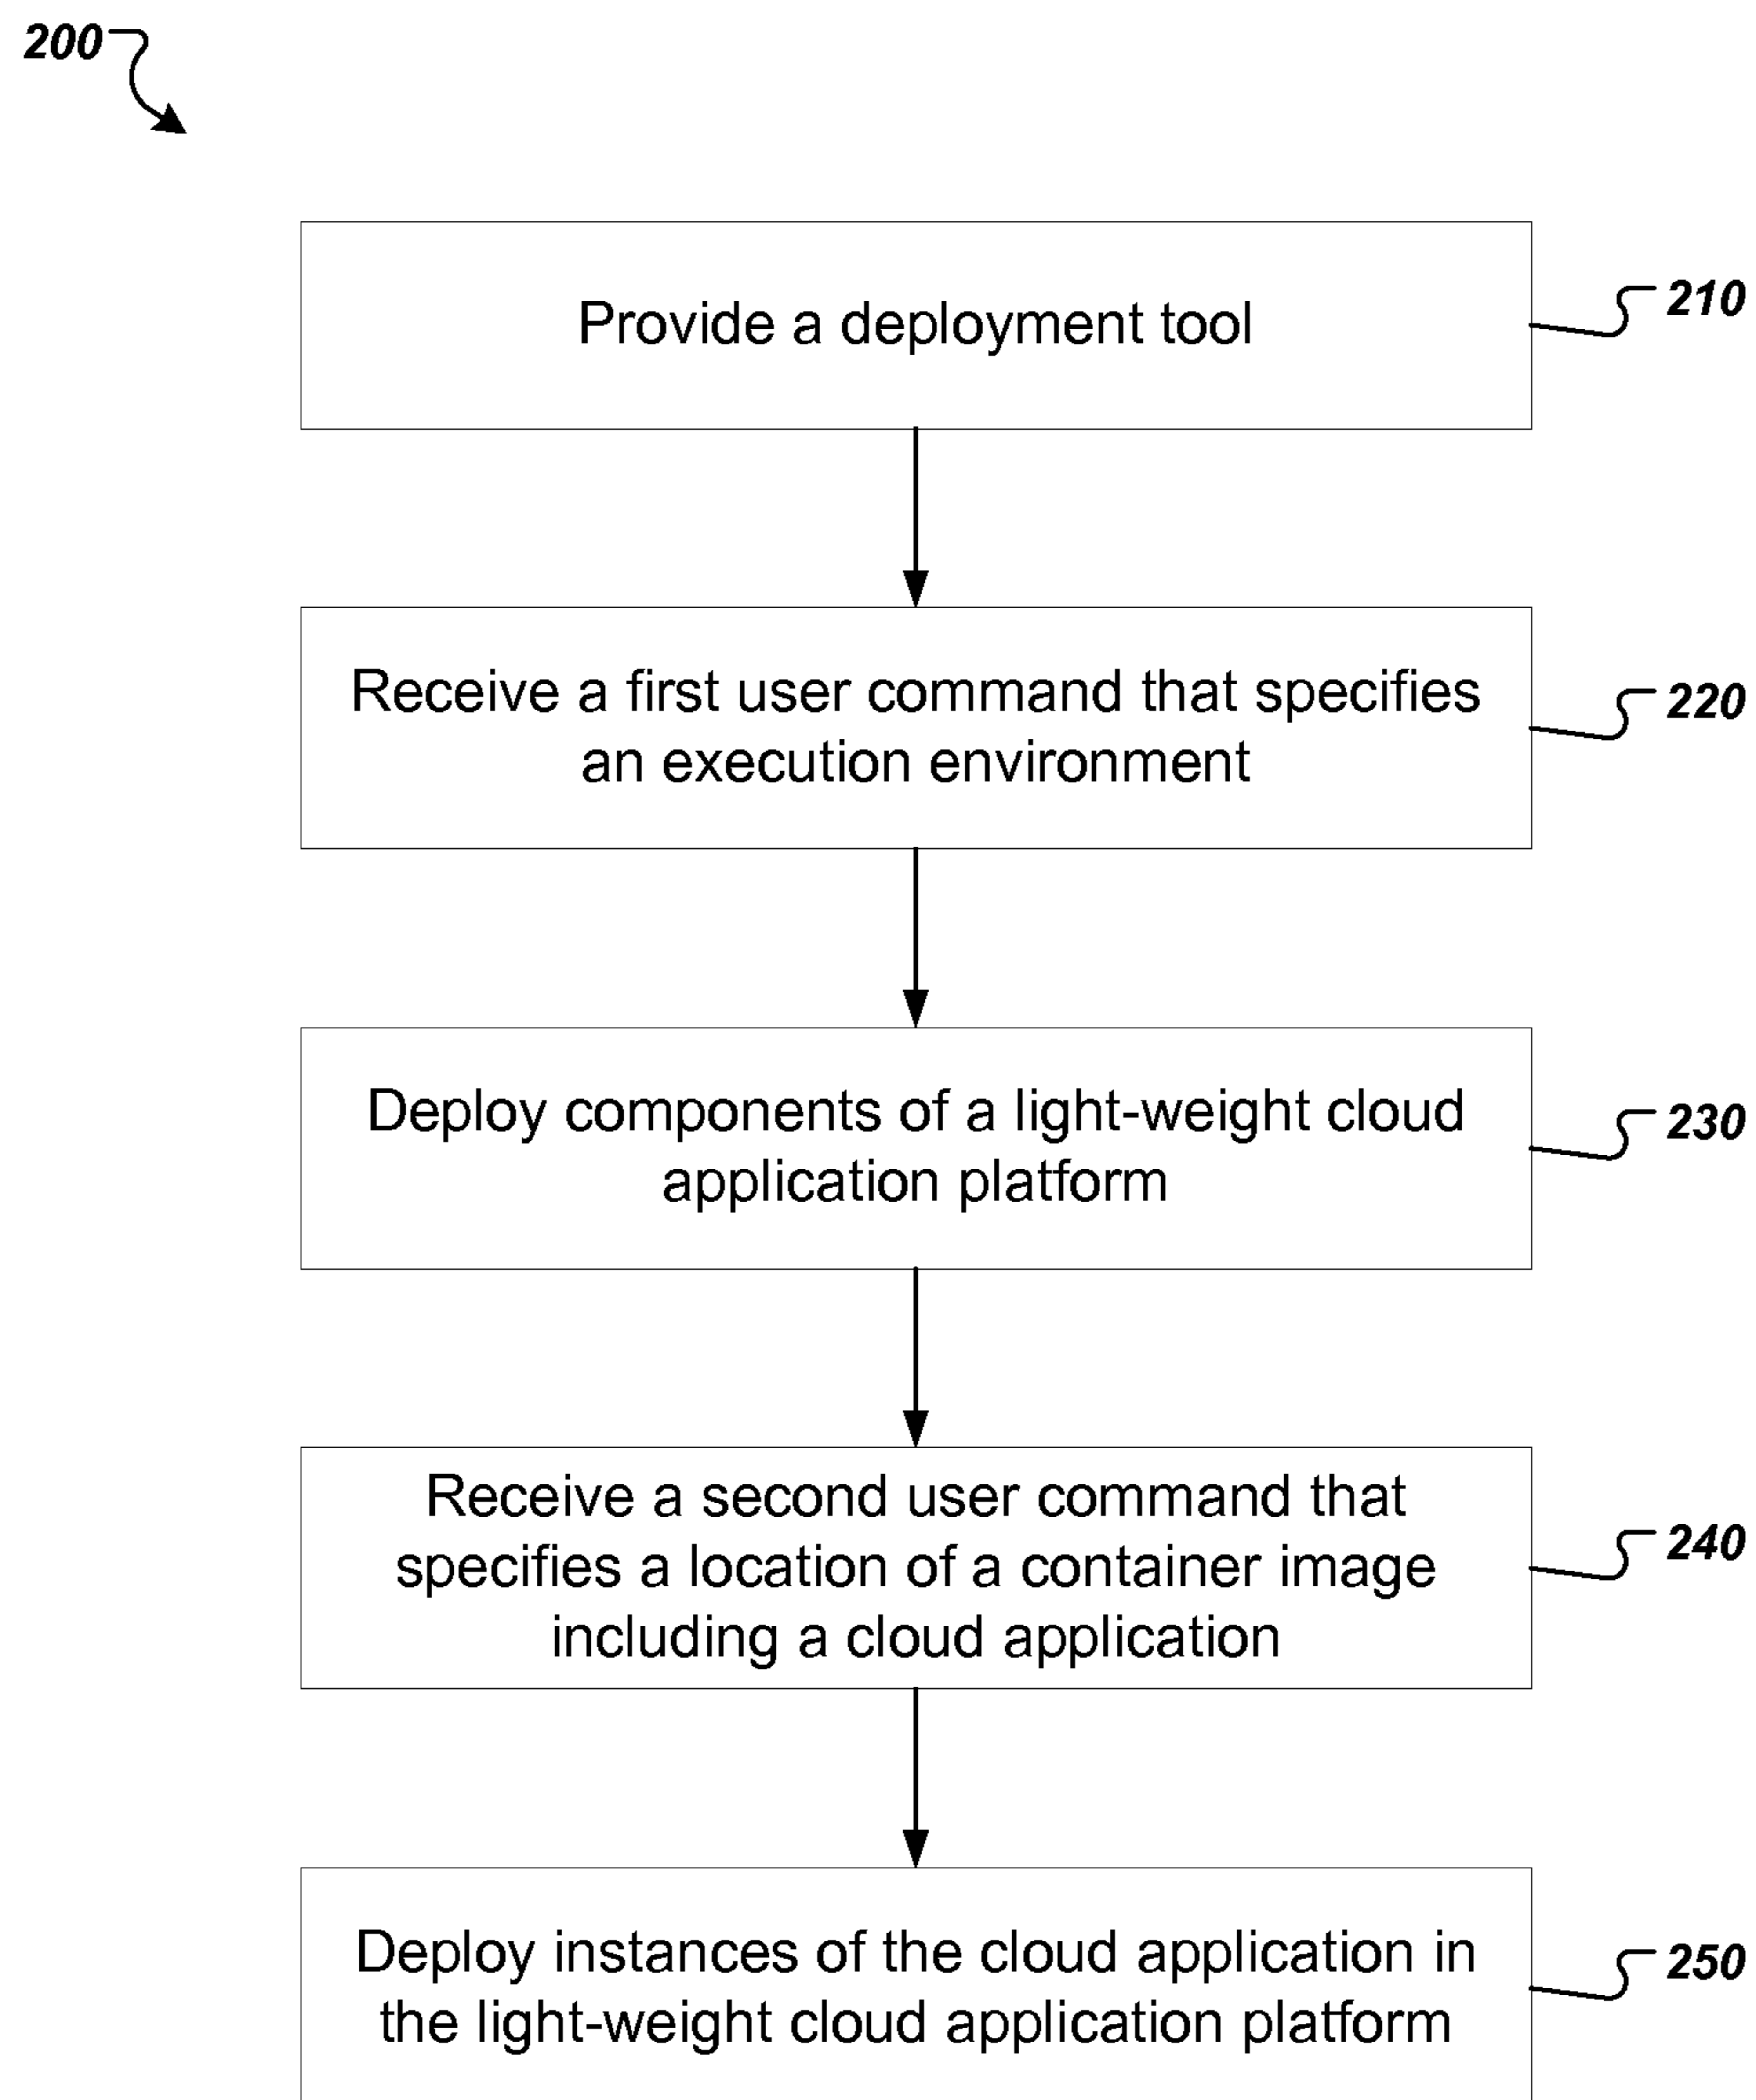 200
Provide a deployment tool
210
Receive a first user command that specifies
an execution environment
220
Deploy components of a light-weight cloud
application platform
230
Receive a second user command that
specifies a location of a container image
including a cloud application
240
Deploy instances of the cloud application in
the light-weight cloud application platform
250